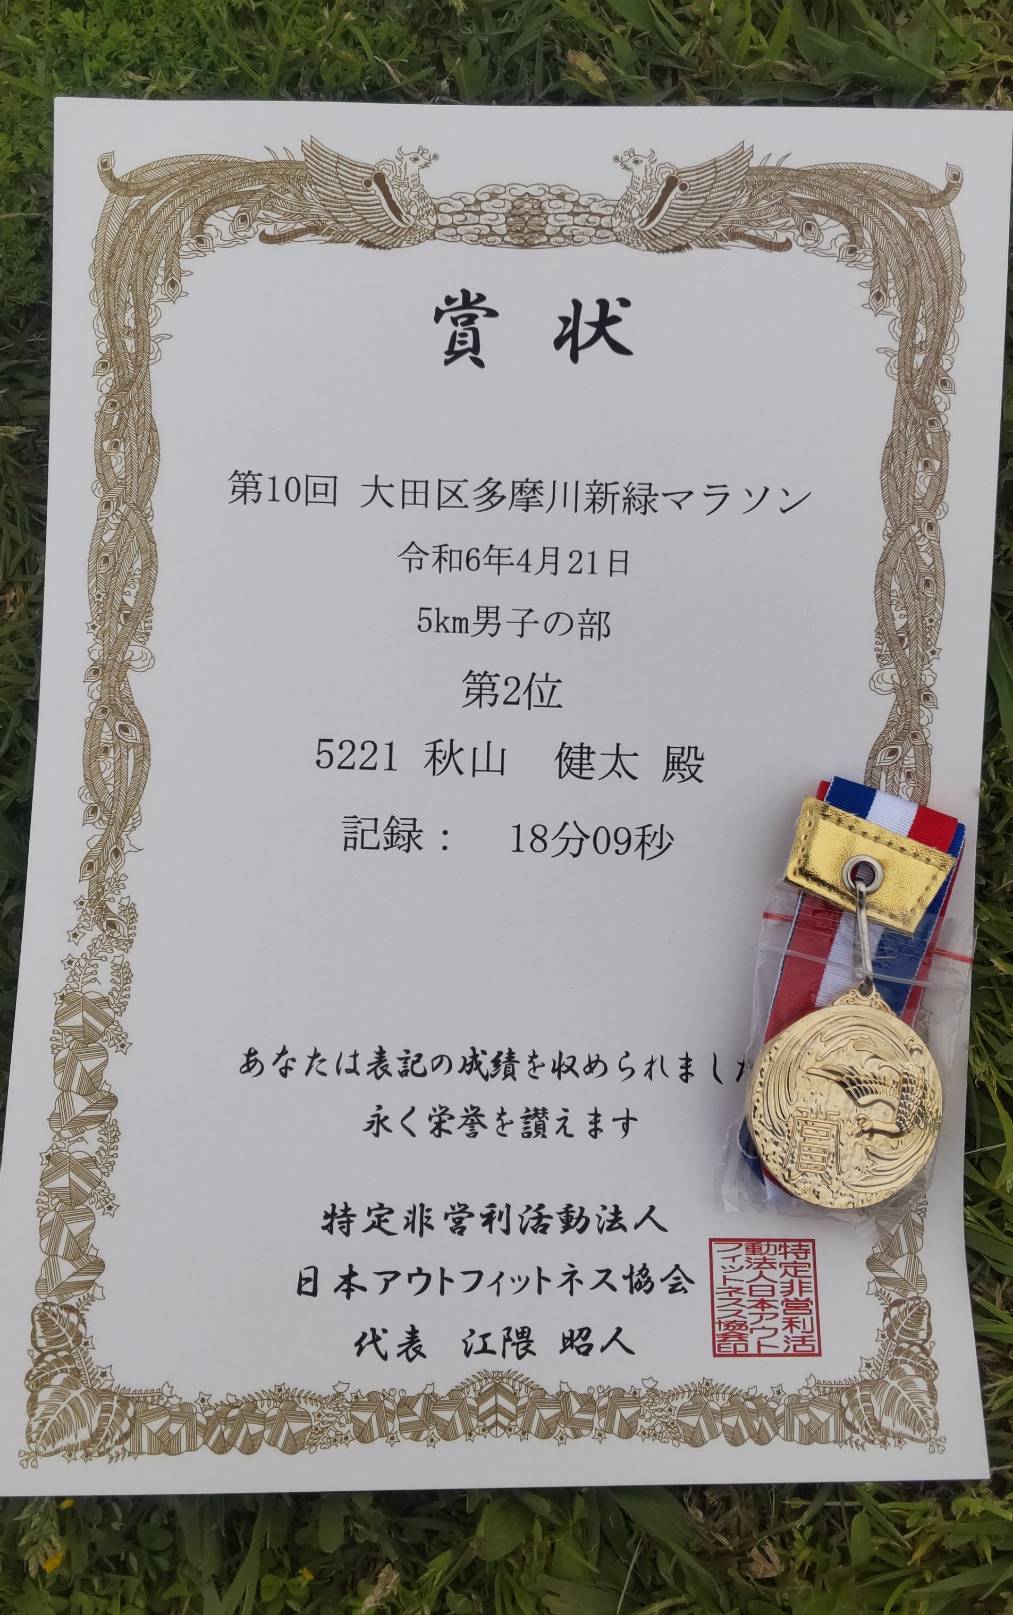 賞 状
第10回 大田区多摩川新緑マラソン
令和6年4月21日
5km男子の部
第2位
5221 秋山　健太 殿
記録：　18分09秒
あなたは表記の成績を収められました
永く栄誉を讃えます
特定非営利活動法人
日本アウトフィットネス協会
代表　江隈 昭人
特定非営利活
動法人日本アウト
フィットネス協会印
賞